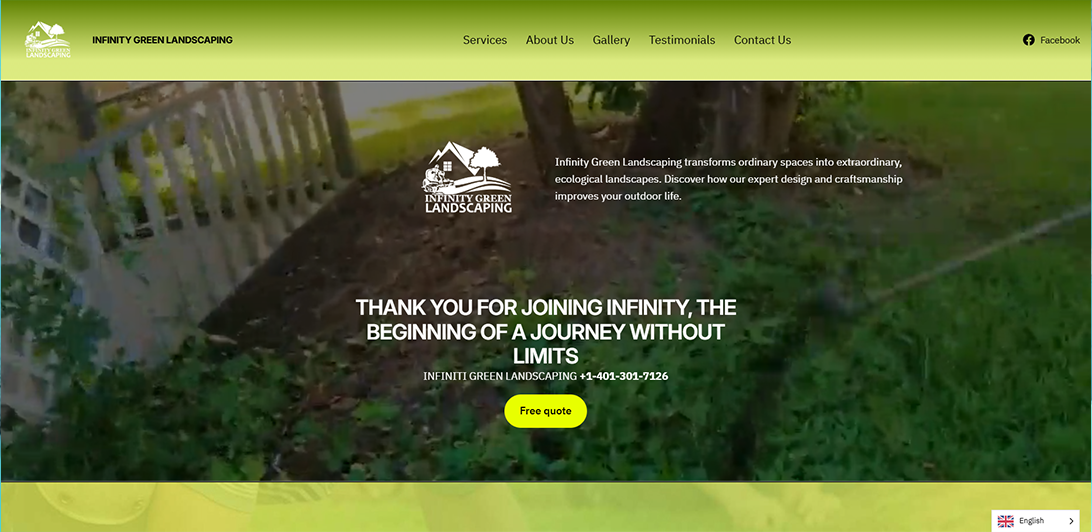 INFINITY GREEN
LANDSCAPING
INFINITY GREEN LANDSCAPING
Services
About Us
Gallery
Testimonials
Contact Us
Facebook
INFINITY GREEN
LANDSCAPING
Infinity Green Landscaping transforms ordinary spaces into extraordinary,
ecological landscapes. Discover how our expert design and craftsmanship
improves your outdoor life.
THANK YOU FOR JOINING INFINITY, THE
BEGINNING OF A JOURNEY WITHOUT
LIMITS
INFINITI GREEN LANDSCAPING +1-401-301-7126
Free quote
English